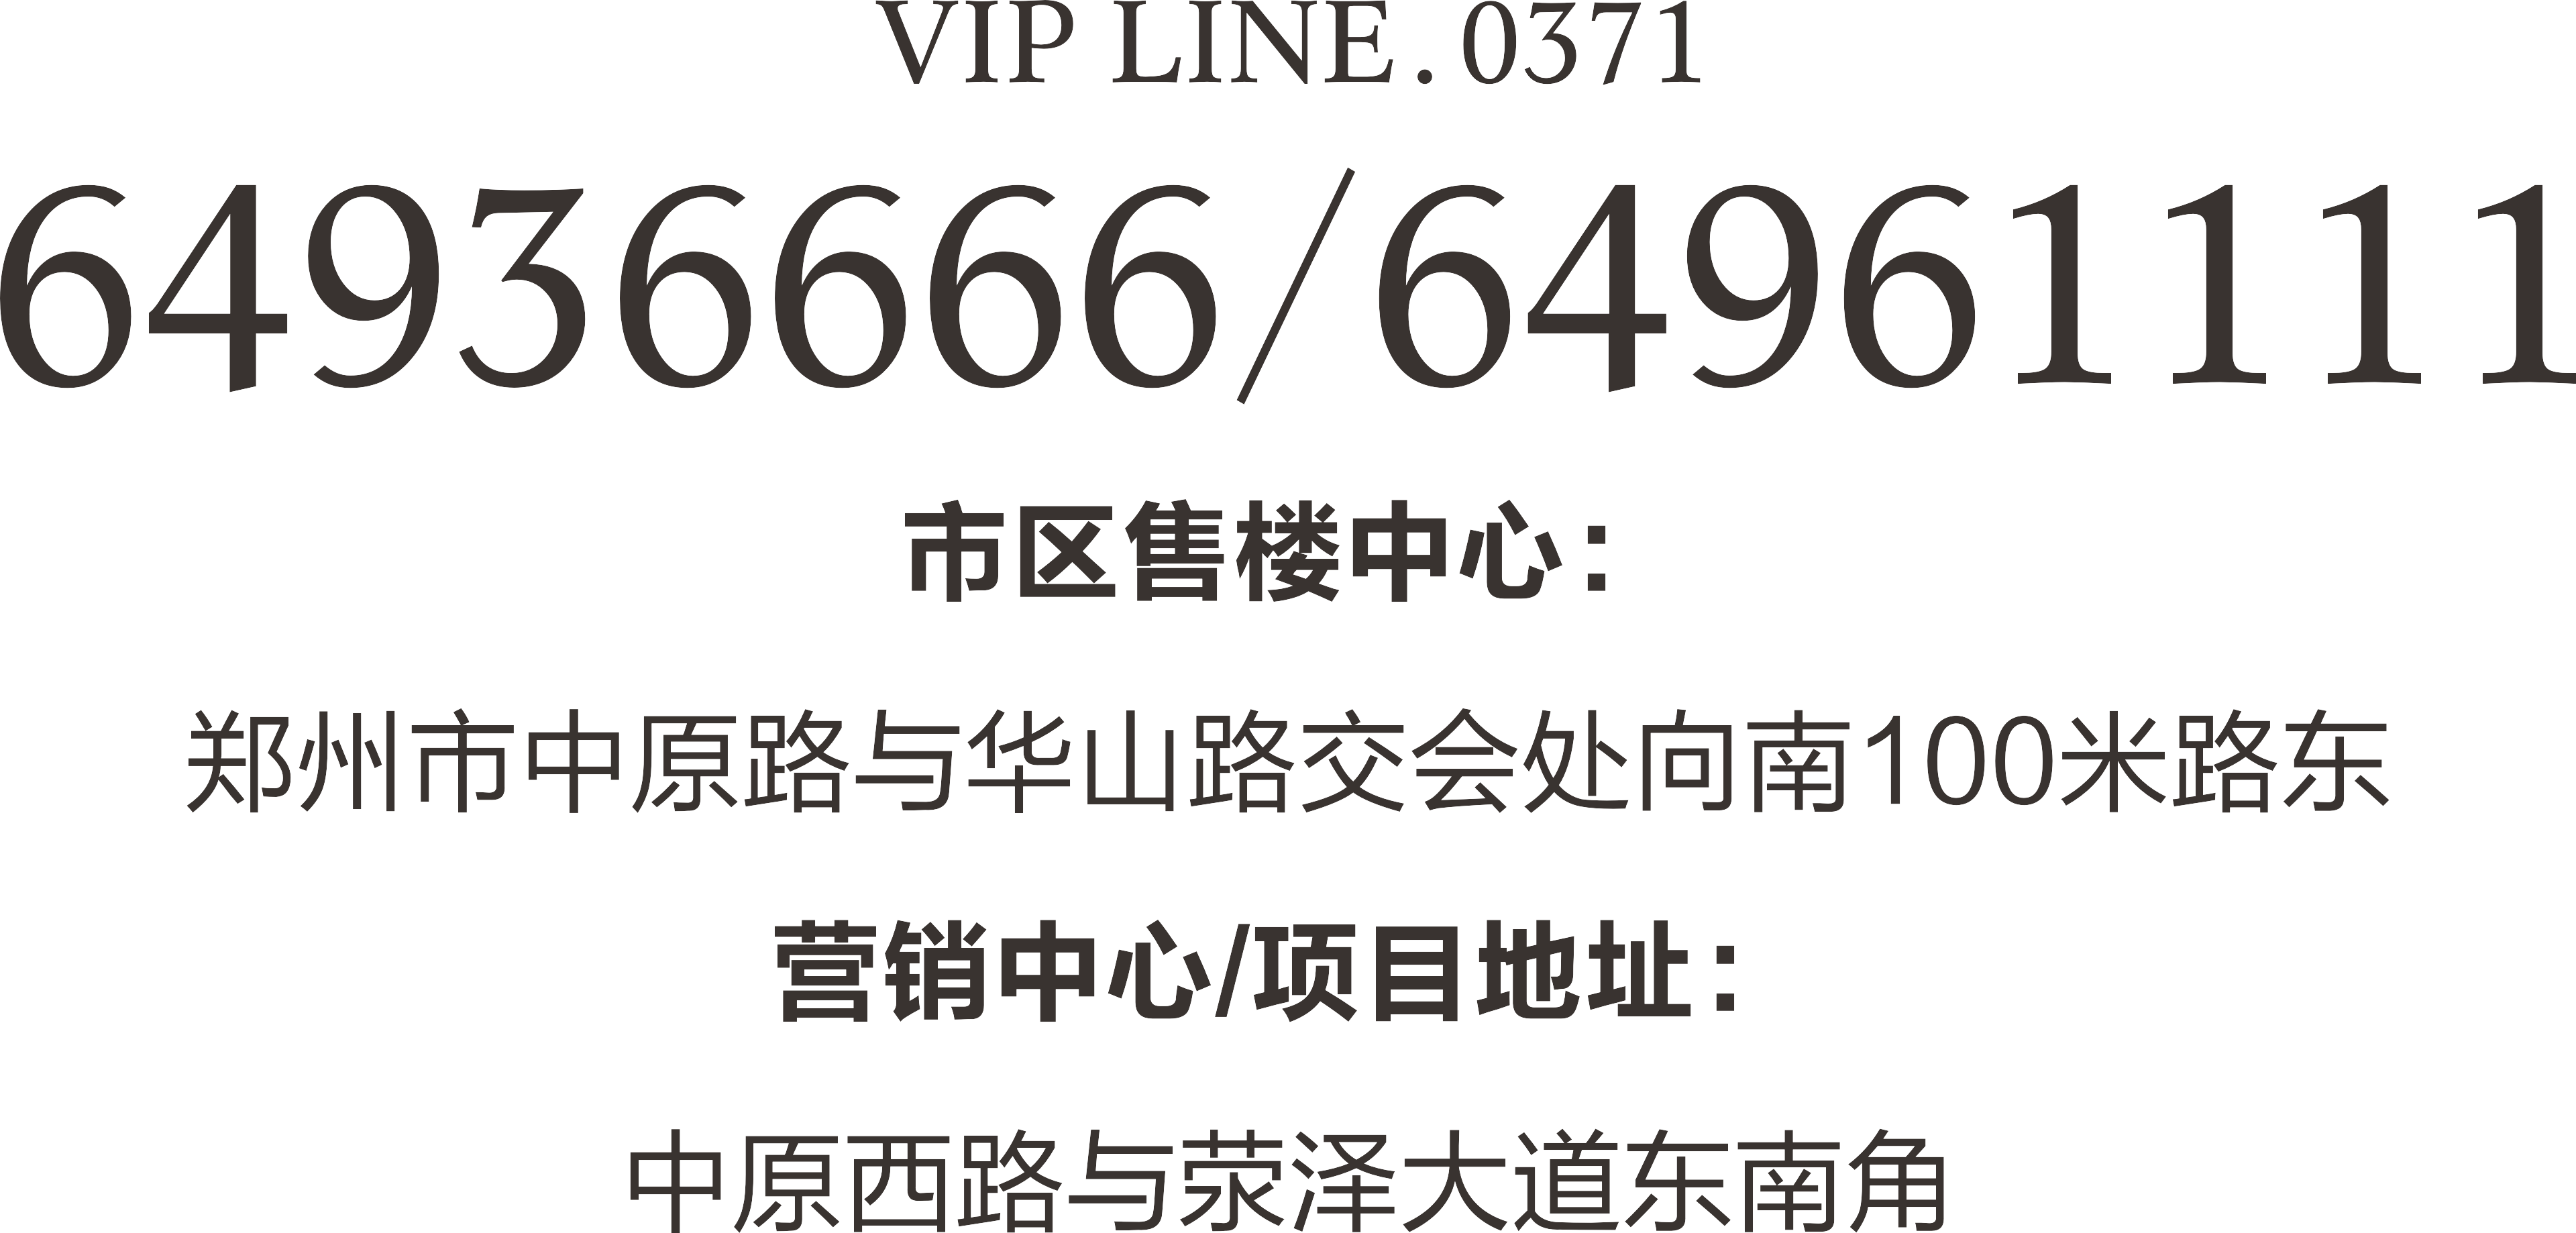 VIP LINE.0371
64936666/64961111
市区售楼中心：
郑州市中原路与华山路交会处向南100米路东
营销中心/项目地址：
中原西路与荥泽大道东南角